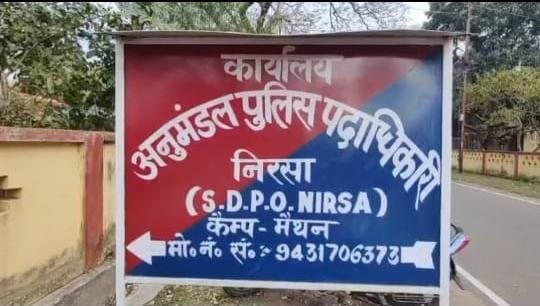 कार्यालय
अनुमंडल पुलिस पदाधिकारी
निरसा
(S.D.P.O. NIRSA)
कैम्प - मैथन
मो० नं० सं० :- 9431706373